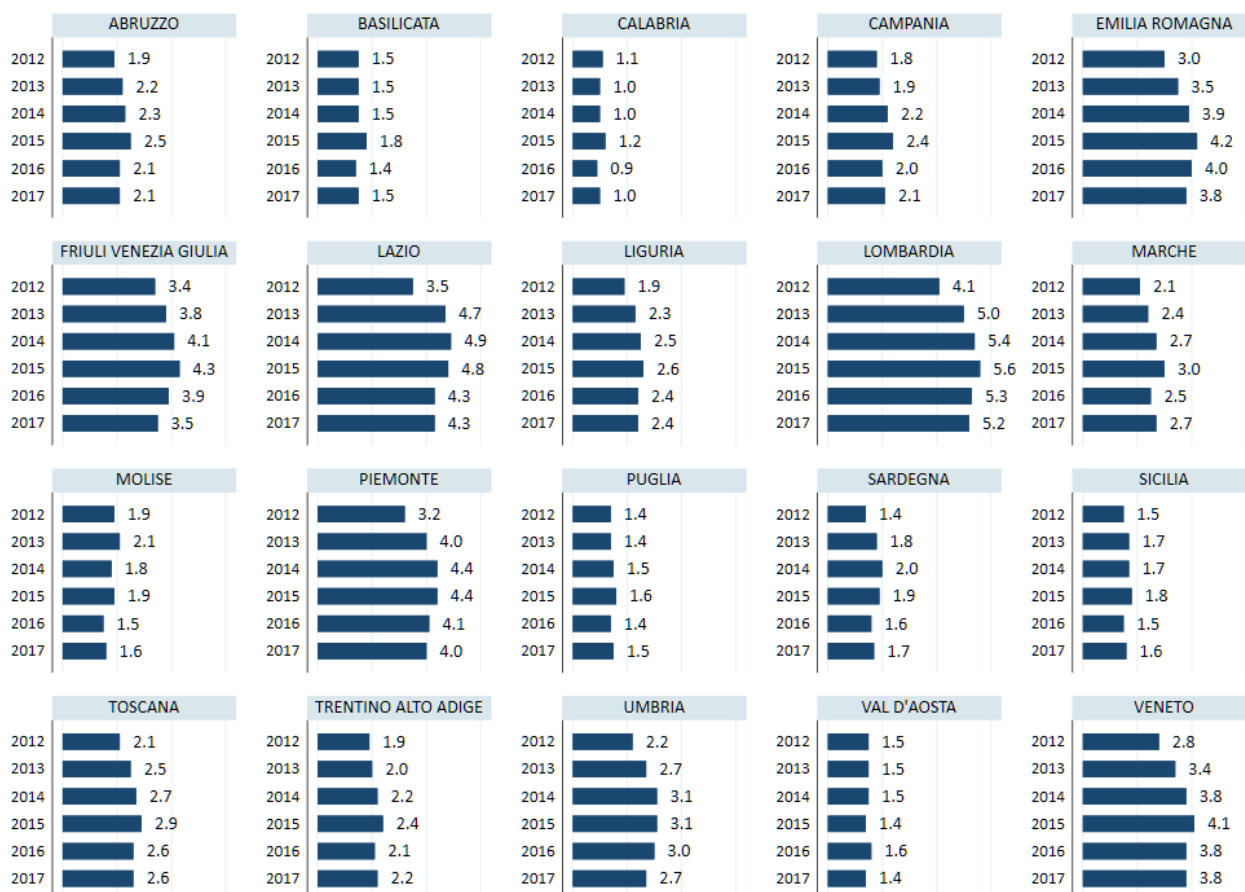 ABRUZZO BASILICATA CALABRIA CAMPANIA EMILIA ROMAGNA
2012 1.9 2012 1.5 2012 1.1 2012 1.8 2012 3.0
2013 2.2 2013 1.5 2013 1.0 2013 1.9 2013 3.5
2014 2.3 2014 1.5 2014 1.0 2014 2.2 2014 3.9
2015 2.5 2015 1.8 2015 1.2 2015 2.4 2015 4.2
2016 2.1 2016 1.4 2016 0.9 2016 2.0 2016 4.0
2017 2.1 2017 1.5 2017 1.0 2017 2.1 2017 3.8
FRIULI VENEZIA GIULIA LAZIO LIGURIA LOMBARDIA MARCHE
2012 3.4 2012 3.5 2012 1.9 2012 4.1 2012 2.1
2013 3.8 2013 4.7 2013 2.3 2013 5.0 2013 2.4
2014 4.1 2014 4.9 2014 2.5 2014 5.4 2014 2.7
2015 4.3 2015 4.8 2015 2.6 2015 5.6 2015 3.0
2016 3.9 2016 4.3 2016 2.4 2016 5.3 2016 2.5
2017 3.5 2017 4.3 2017 2.4 2017 5.2 2017 2.7
MOLISE PIEMONTE PUGLIA SARDEGNA SICILIA
2012 1.9 2012 3.2 2012 1.4 2012 1.4 2012 1.5
2013 2.1 2013 4.0 2013 1.4 2013 1.8 2013 1.7
2014 1.8 2014 4.4 2014 1.5 2014 2.0 2014 1.7
2015 1.9 2015 4.4 2015 1.6 2015 1.9 2015 1.8
2016 1.5 2016 4.1 2016 1.4 2016 1.6 2016 1.5
2017 1.6 2017 4.0 2017 1.5 2017 1.7 2017 1.6
TOSCANA TRENTINO ALTO ADIGE UMBRIA VAL D'AOSTA VENETO
2012 2.1 2012 1.9 2012 2.2 2012 1.5 2012 2.8
2013 2.5 2013 2.0 2013 2.7 2013 1.5 2013 3.4
2014 2.7 2014 2.2 2014 3.1 2014 1.5 2014 3.8
2015 2.9 2015 2.4 2015 3.1 2015 1.4 2015 4.1
2016 2.6 2016 2.1 2016 3.0 2016 1.6 2016 3.8
2017 2.6 2017 2.2 2017 2.7 2017 1.4 2017 3.8